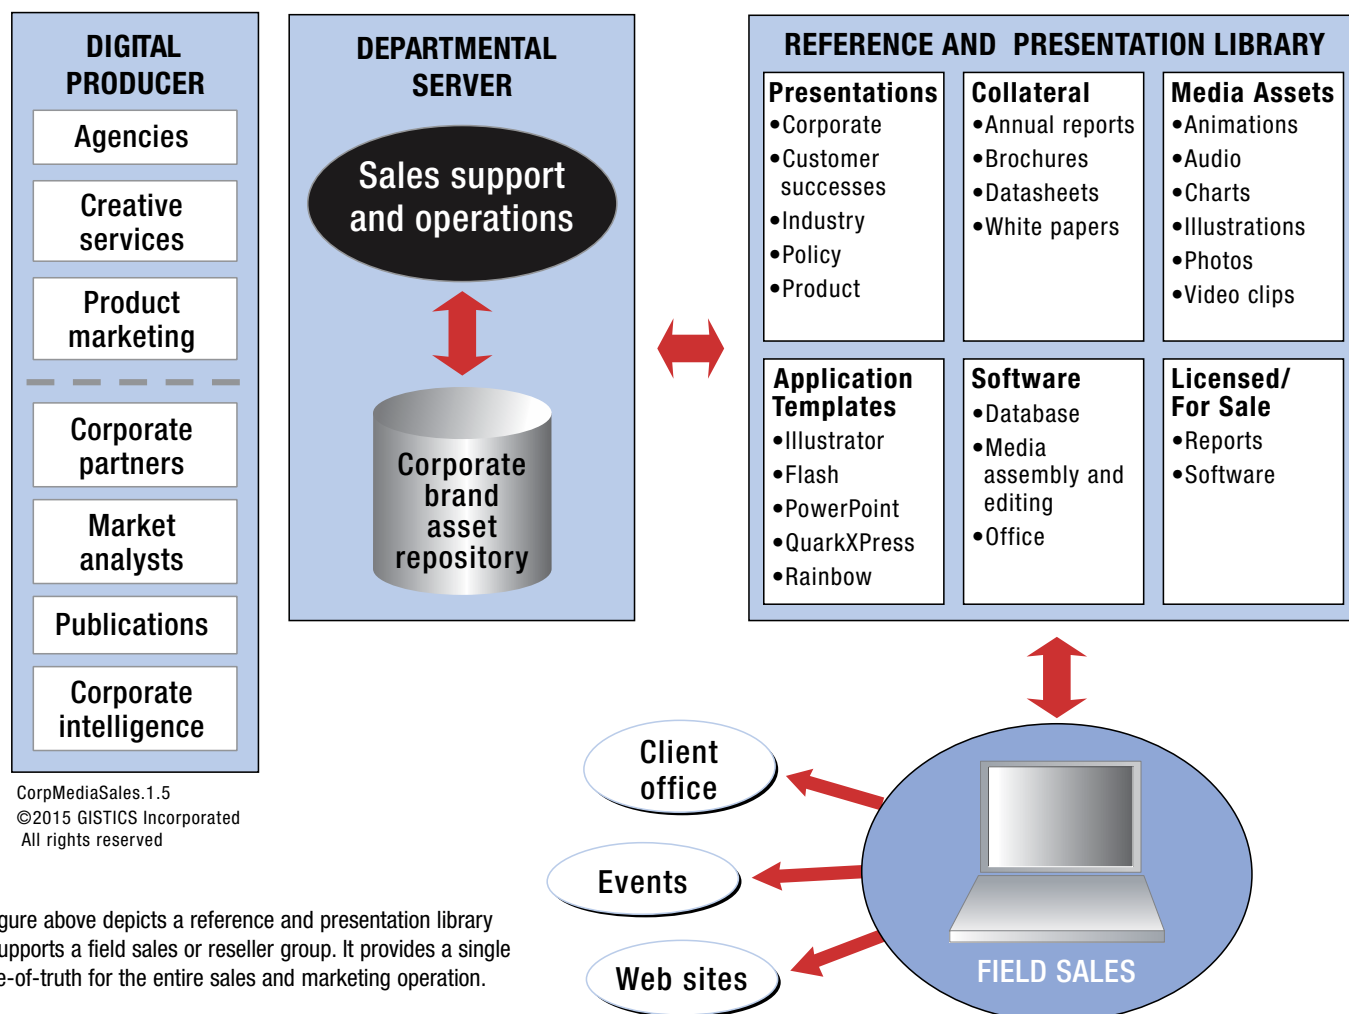 DIGITAL
PRODUCER
Agencies
Creative
services
Product
marketing
Corporate
partners
Market
analysts
Publications
Corporate
intelligence
CorpMediaSales.1.5
©2015 GISTICS Incorporated
All rights reserved
DEPARTMENTAL
SERVER
Sales support
and operations
Corporate
brand
asset
repository
REFERENCE AND PRESENTATION LIBRARY
Presentations
•Corporate
•Customer
successes
•Industry
•Policy
•Product
Collateral
•Annual reports
•Brochures
•Datasheets
•White papers
Media Assets
•Animations
•Audio
•Charts
•Illustrations
•Photos
•Video clips
Application
Templates
•Illustrator
•Flash
•PowerPoint
•QuarkXPress
•Rainbow
Software
•Database
•Media
assembly and
editing
•Office
Licensed/
For Sale
•Reports
•Software
Client
office
Events
Web sites
FIELD SALES
gure above depicts a reference and presentation library
upports a field sales or reseller group. It provides a single
e-of-truth for the entire sales and marketing operation.